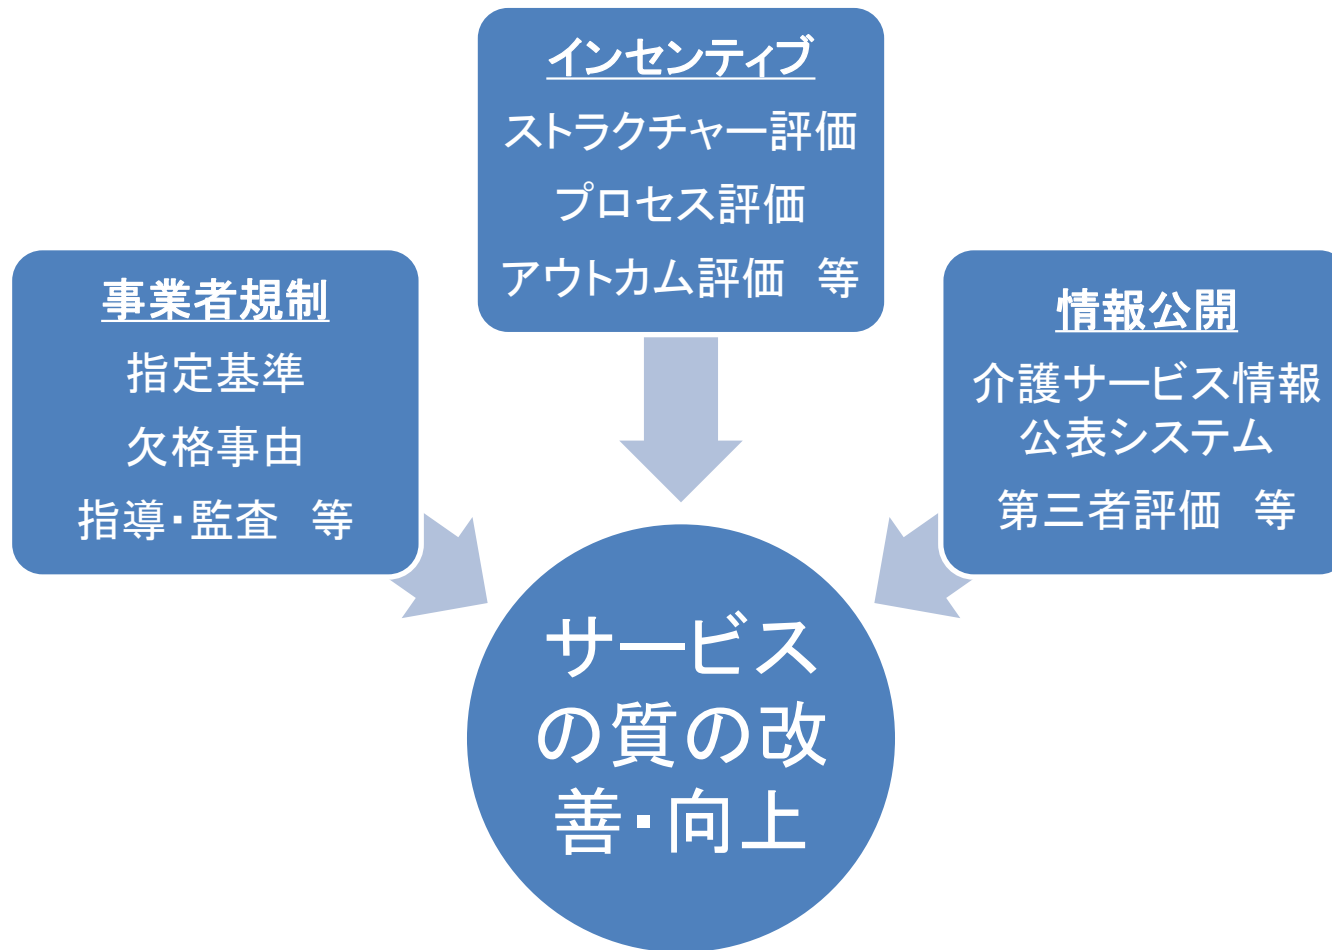 インセンティブ
ストラクチャー評価
プロセス評価
アウトカム評価　等
事業者規制
指定基準
欠格事由
指導・監査　等
情報公開
介護サービス情報
公表システム
第三者評価　等
サービス
の質の改
善・向上